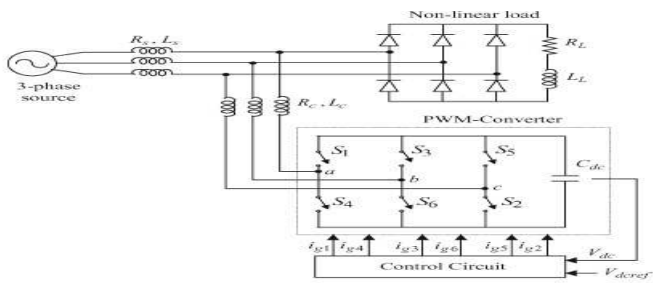 Non-linear load
R_s, L_s
R_L
L_L
3-phase
source
R_c, L_c
PWM-Converter
S_1 S_3 S_5
C_dc
a
b
c
S_4 S_6 S_2
i_g1 i_g4 i_g3 i_g6 i_g5 i_g2
V_dc
Control Circuit
V_dcref